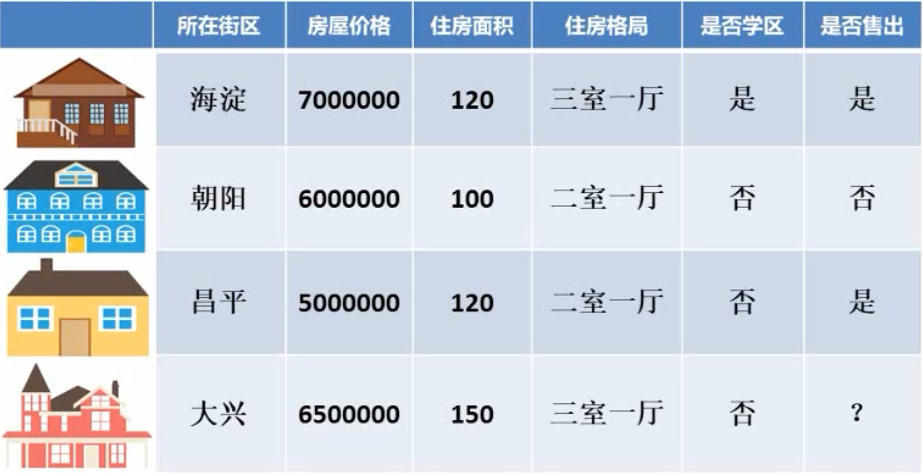 所在街区 房屋价格 住房面积 住房格局 是否学区 是否售出
海淀 7000000 120 三室一厅 是 是
朝阳 6000000 100 二室一厅 否 否
昌平 5000000 120 二室一厅 否 是
大兴 6500000 150 三室一厅 否 ?